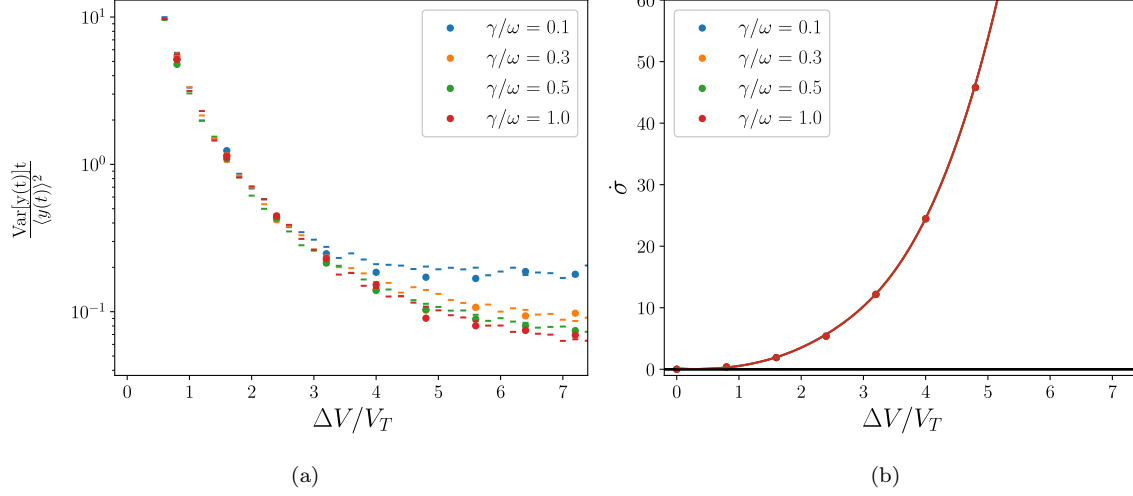 γ/ω = 0.1
γ/ω = 0.3
γ/ω = 0.5
γ/ω = 1.0
10¹
10⁰
10⁻¹
Var[y(t)]t
⟨y(t)⟩²
0 1 2 3 4 5 6 7
ΔV/V_T
(a)
γ/ω = 0.1
γ/ω = 0.3
γ/ω = 0.5
γ/ω = 1.0
60
50
40
30
20
10
0
σ̇
0 1 2 3 4 5 6 7
ΔV/V_T
(b)